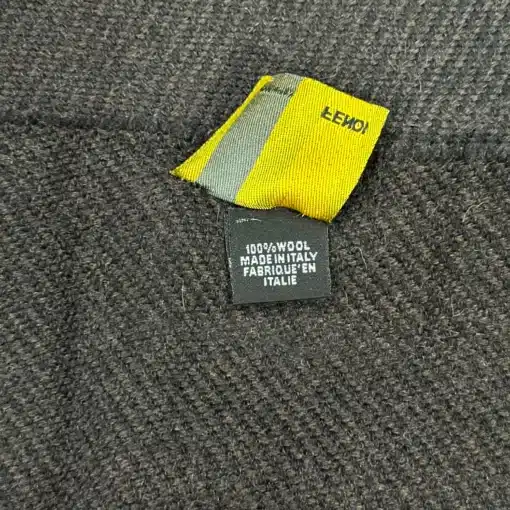 FENDI
100% WOOL
MADE IN ITALY
FABRIQUE' EN
ITALIE